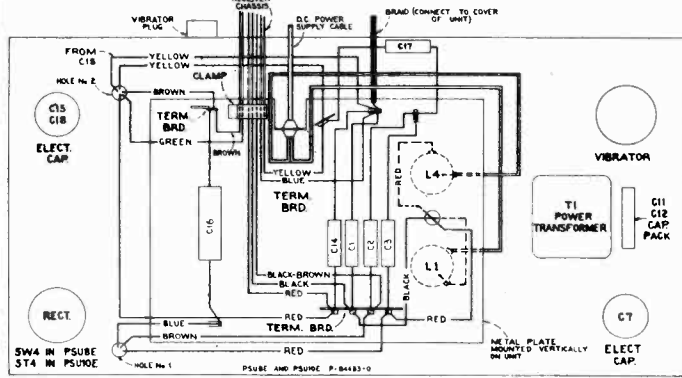 CHASSIS
VIBRATOR
PLUG
D.C. POWER
SUPPLY CABLE
BRAID (CONNECT TO COVER
OF UNIT)
C17
FROM
C18
YELLOW
YELLOW
HOLE No 2
BROWN
CLAMP
C15
C18
ELECT.
CAP.
TERM.
BRD.
GREEN
BROWN
YELLOW
BLUE
TERM.
BRD.
RED
L4
VIBRATOR
T1
POWER
TRANSFORMER
C11
C12
CAP.
PACK
C16
C14
C1
C2
C3
L1
BLACK-BROWN
BLACK
RED
BLACK
RECT.
SW4 IN PSU8E
ST4 IN PSU10E
RED
BLUE
TERM. BRD.
RED
BROWN
RED
HOLE No 1
METAL PLATE
MOUNTED VERTICALLY
ON UNIT
C7
ELECT
CAP.
PSU8E AND PSU10E P-84483-0